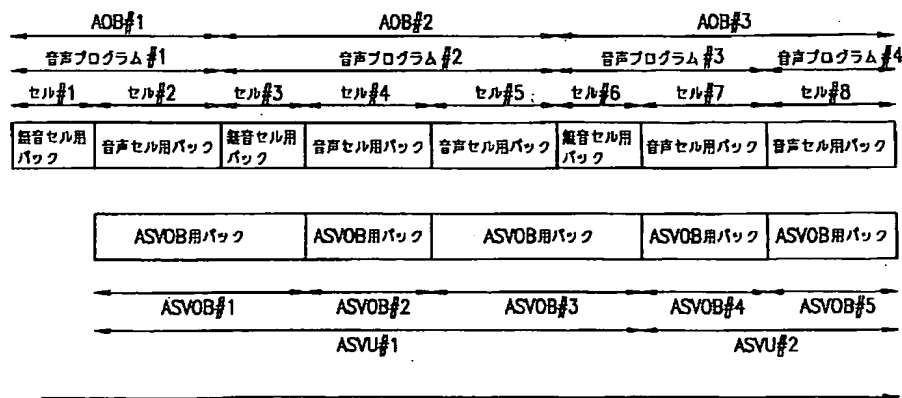 AOB#1 AOB#2 AOB#3
音声プログラム#1 音声プログラム#2 音声プログラム#3 音声プログラム#4
セル#1 セル#2 セル#3 セル#4 セル#5 セル#6 セル#7 セル#8
無音セル用 音声セル用パック 無音セル用 音声セル用パック 音声セル用パック 無音セル用 音声セル用パック 音声セル用パック
パック パック パック
ASVOB用パック ASVOB用パック ASVOB用パック ASVOB用パック ASVOB用パック
ASVOB#1 ASVOB#2 ASVOB#3 ASVOB#4 ASVOB#5
ASVU#1 ASVU#2